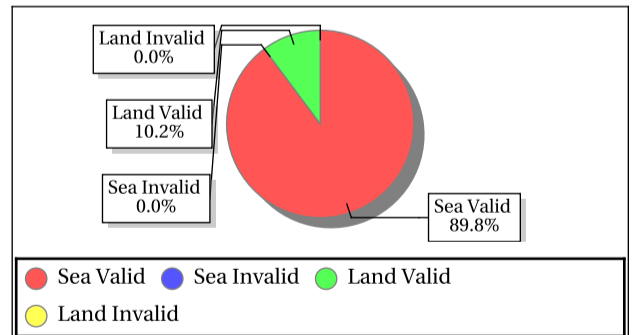 Land Invalid
0.0%
Land Valid
10.2%
Sea Invalid
0.0%
Sea Valid
89.8%
Sea Valid Sea Invalid Land Valid
Land Invalid